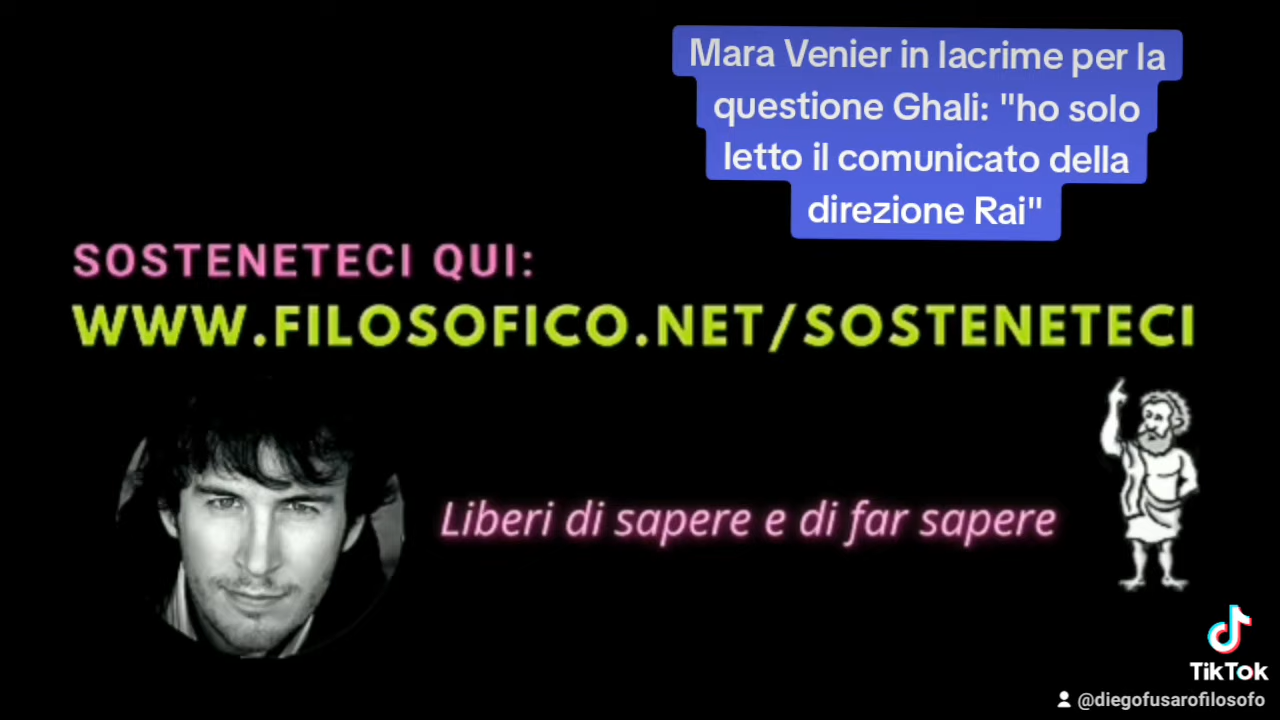 Mara Venier in lacrime per la
questione Ghali: "ho solo
letto il comunicato della
direzione Rai"
SOSTENETECI QUI:
WWW.FILOSOFICO.NET/SOSTENETECI
Liberi di sapere e di far sapere
TikTok
@diegofusarofilosofo